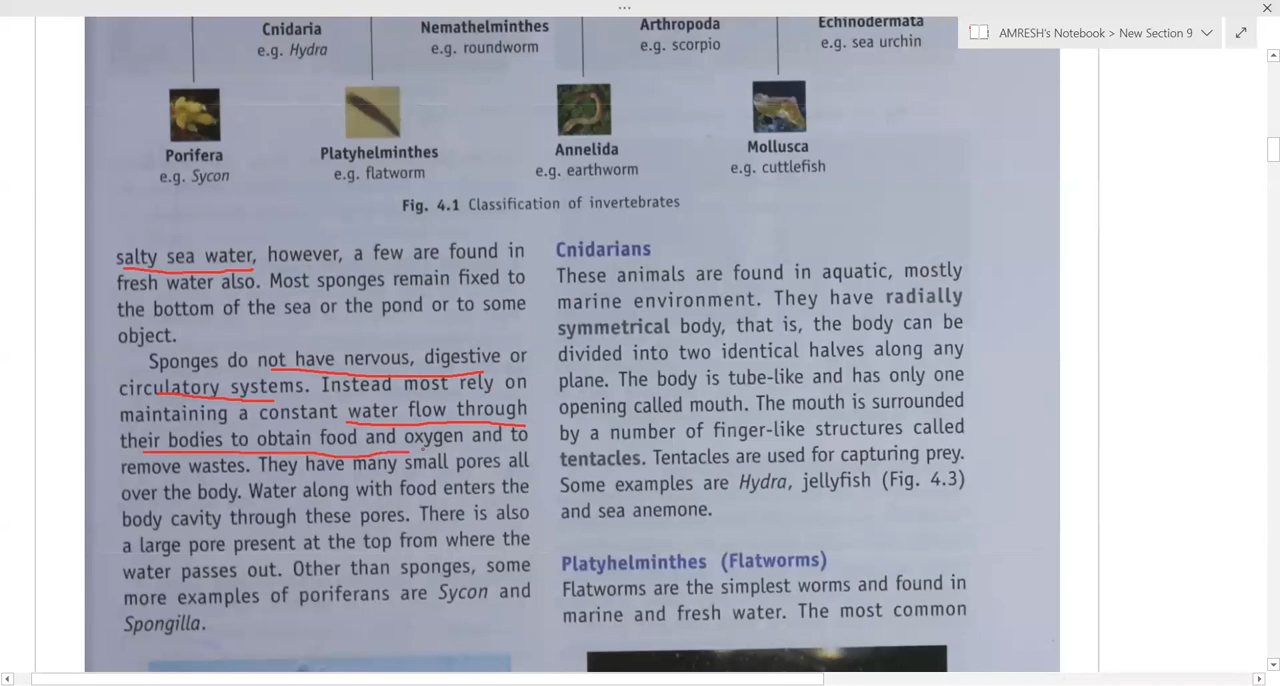 AMRESH's Notebook > New Section 9
Cnidaria
e.g. Hydra
Nemathelminthes
e.g. roundworm
Arthropoda
e.g. scorpio
Echinodermata
e.g. sea urchin
Porifera
e.g. Sycon
Platyhelminthes
e.g. flatworm
Annelida
e.g. earthworm
Mollusca
e.g. cuttlefish
Fig. 4.1 Classification of invertebrates
salty sea water, however, a few are found in
fresh water also. Most sponges remain fixed to
the bottom of the sea or the pond or to some
object.
Sponges do not have nervous, digestive or
circulatory systems. Instead most rely on
maintaining a constant water flow through
their bodies to obtain food and oxygen and to
remove wastes. They have many small pores all
over the body. Water along with food enters the
body cavity through these pores. There is also
a large pore present at the top from where the
water passes out. Other than sponges, some
more examples of poriferans are Sycon and
Spongilla.
Cnidarians
These animals are found in aquatic, mostly
marine environment. They have radially
symmetrical body, that is, the body can be
divided into two identical halves along any
plane. The body is tube-like and has only one
opening called mouth. The mouth is surrounded
by a number of finger-like structures called
tentacles. Tentacles are used for capturing prey.
Some examples are Hydra, jellyfish (Fig. 4.3)
and sea anemone.
Platyhelminthes (Flatworms)
Flatworms are the simplest worms and found in
marine and fresh water. The most common